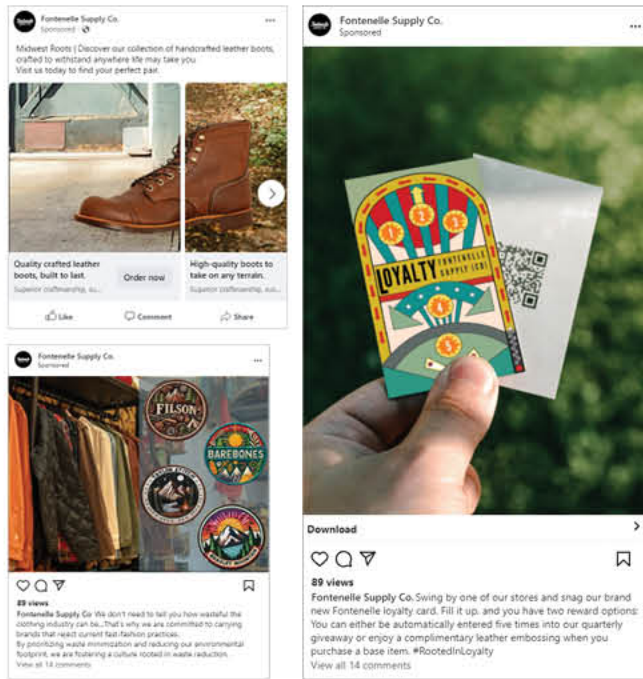 Fontenelle Supply Co.
Sponsored ·
Midwest Roots | Discover our collection of handcrafted leather boots,
crafted to withstand anywhere life may take you
Visit us today to find your perfect pair.
Quality crafted leather
boots, built to last.
Superior craftsmanship, su...
Order now
High-quality boots to
take on any terrain.
Superior craftsmanship, sus...
Like
Comment
Share
Fontenelle Supply Co.
Sponsored
FILSON
BAREBONES
TAYLOR STITCH
89 views
Fontenelle Supply Co We don't need to tell you how wasteful the
clothing industry can be...That's why we are committed to carrying
brands that reject current fast-fashion practices.
By prioritizing waste minimization and reducing our environmental
footprint, we are fostering a culture rooted in waste reduction.
View all 14 comments
Fontenelle Supply Co.
Sponsored
1
2
3
LOYALTY
FONTENELLE
SUPPLY (CO)
4
5
Download
89 views
Fontenelle Supply Co. Swing by one of our stores and snag our brand
new Fontenelle loyalty card. Fill it up, and you have two reward options:
You can either be automatically entered five times into our quarterly
giveaway or enjoy a complimentary leather embossing when you
purchase a base item. #RootedInLoyalty
View all 14 comments